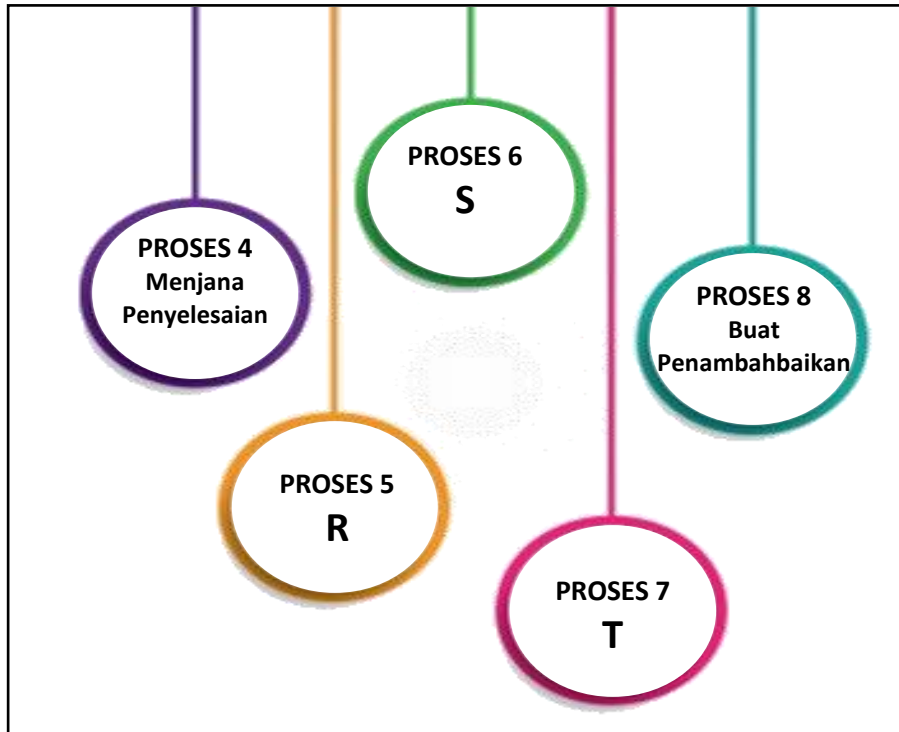 PROSES 4
Menjana
Penyelesaian
PROSES 5
R
PROSES 6
S
PROSES 7
T
PROSES 8
Buat
Penambahbaikan